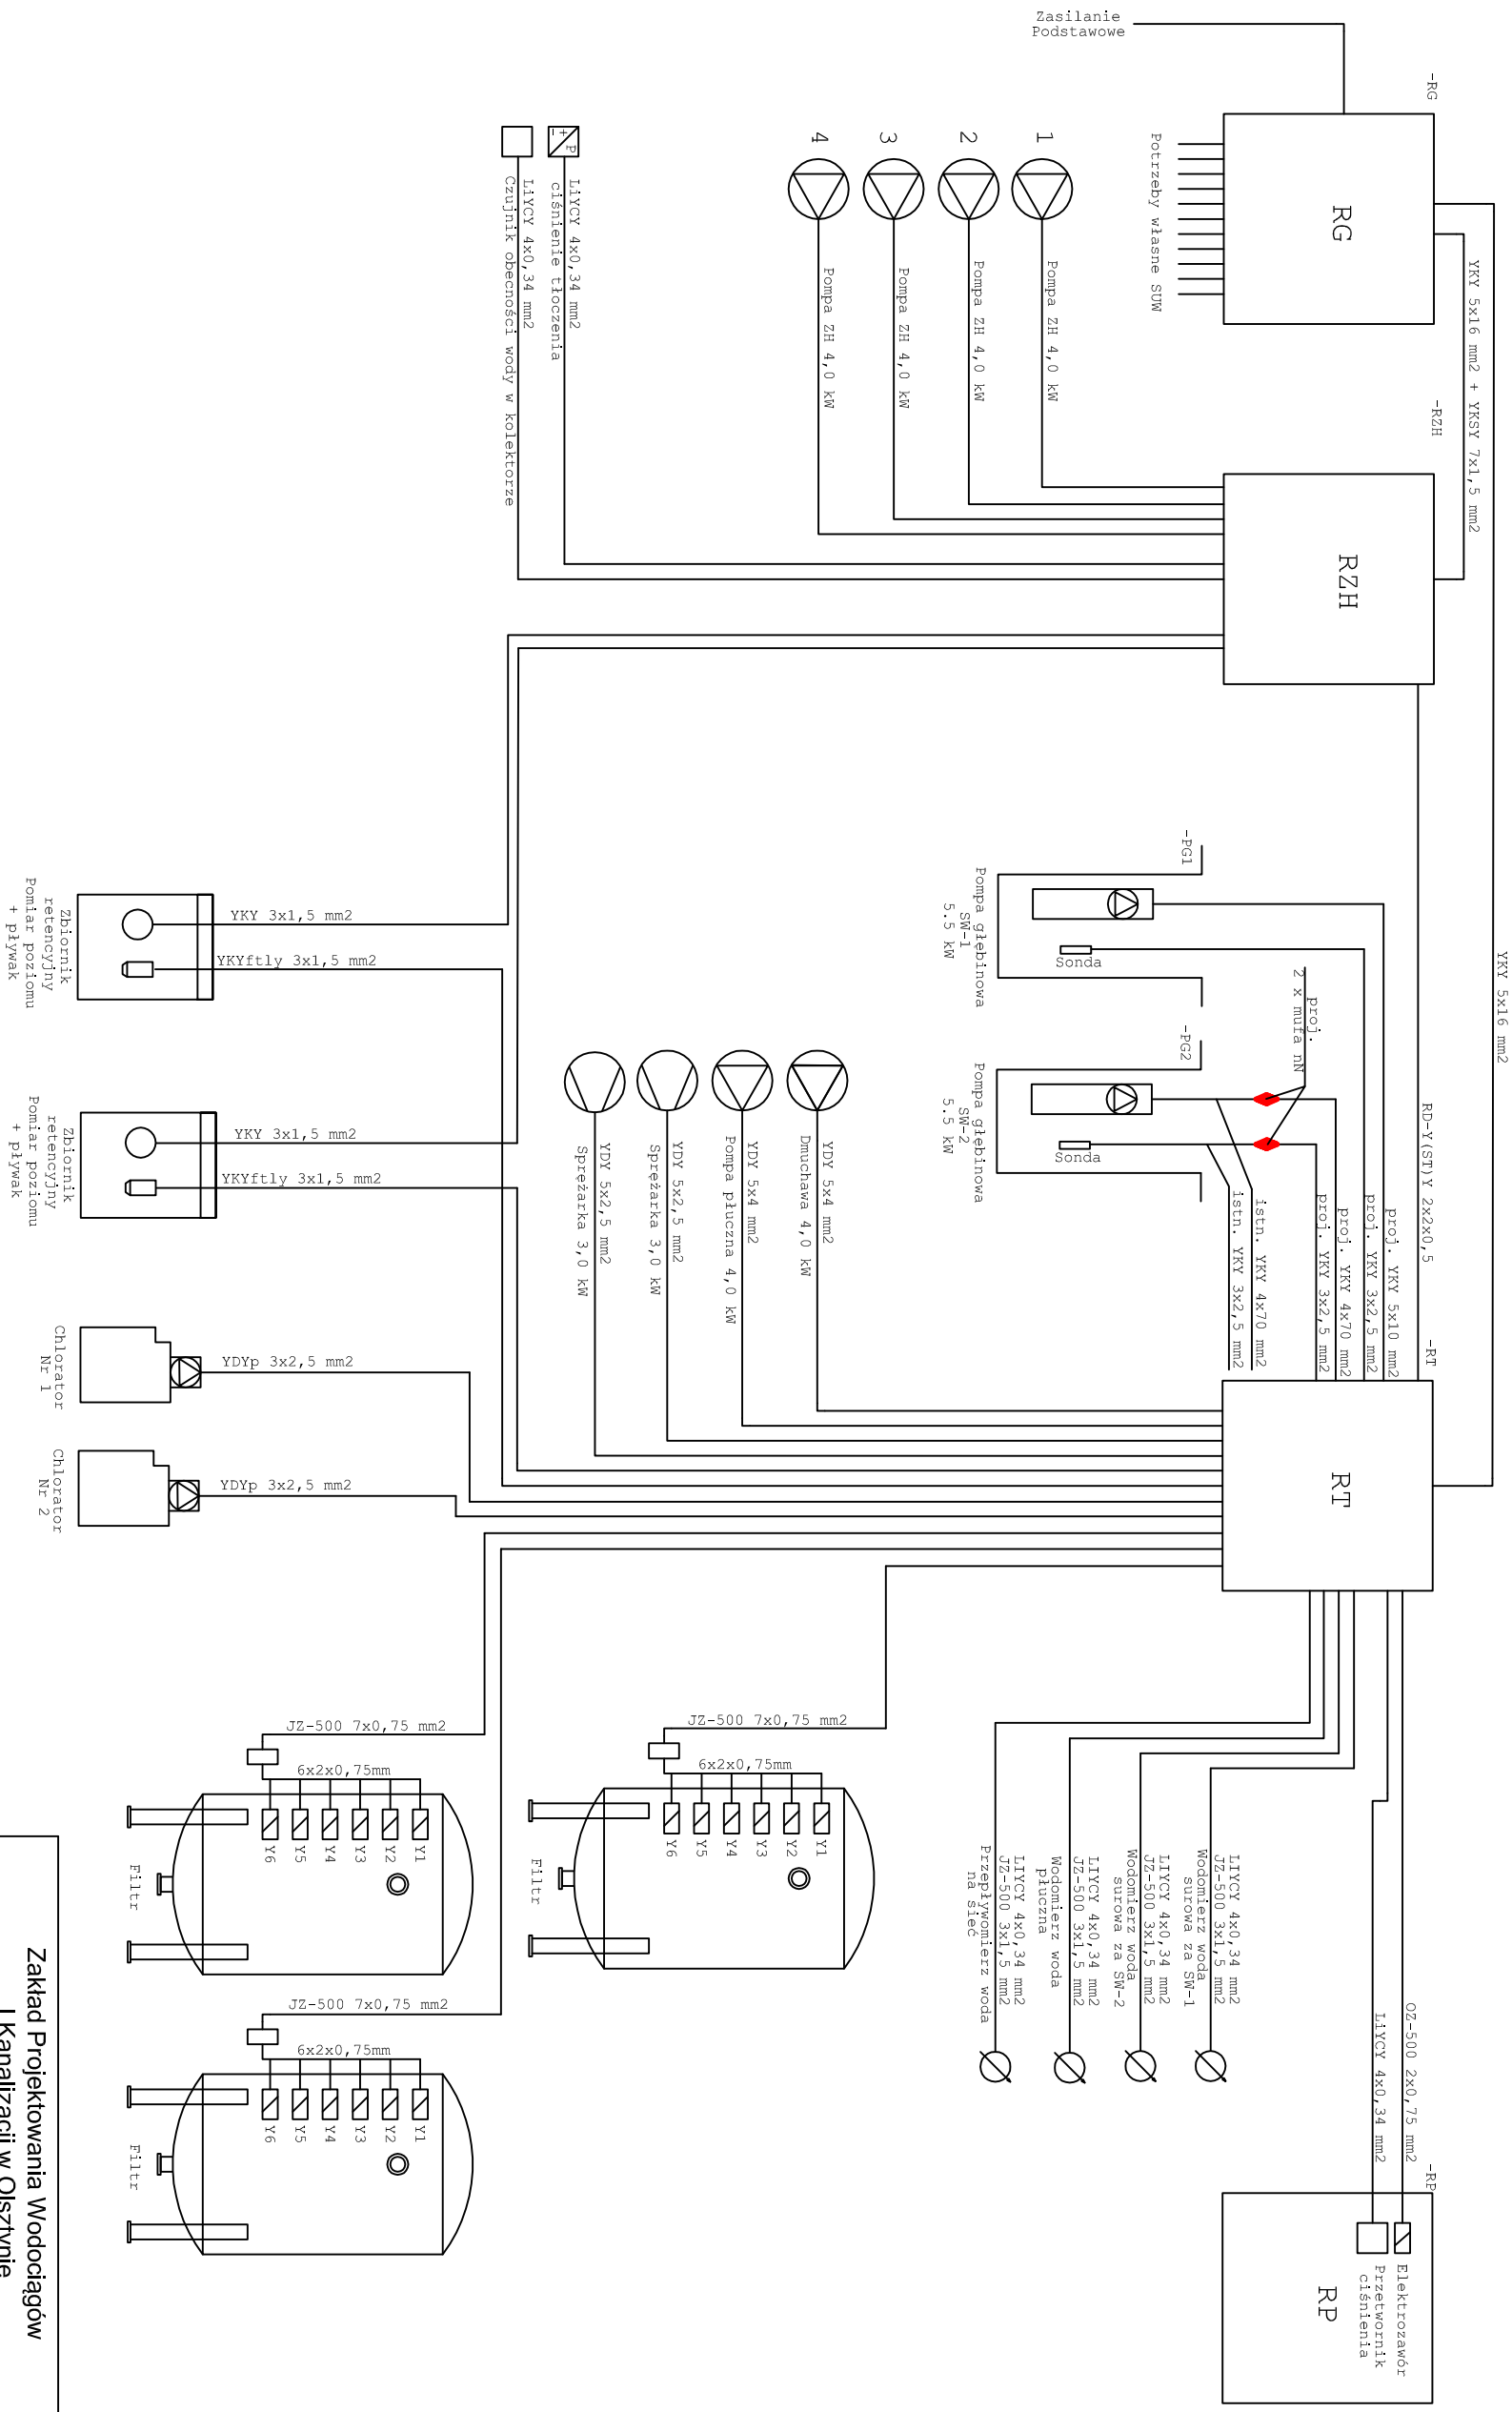 Zasilanie
Podstawowe
-RG
RG
Potrzeby własne SUW
YKY 5x16 mm2 + YKSY 7x1,5 mm2
-RZH
RZH
1
Pompa ZH 4,0 kW
2
Pompa ZH 4,0 kW
3
Pompa ZH 4,0 kW
4
Pompa ZH 4,0 kW
P
+
-
LiYCY 4x0,34 mm2
ciśnienie tłoczenia
LiYCY 4x0,34 mm2
Czujnik obecności wody w kolektorze
YKY 5x16 mm2
RD-Y(ST)Y 2x2x0,5
-PG1
Pompa głębinowa
SW-1
5.5 kW
Sonda
-PG2
Pompa głębinowa
SW-2
5.5 kW
Sonda
proj.
2 x mufa nN
proj. YKY 5x10 mm2
proj. YKY 3x2,5 mm2
proj. YKY 4x70 mm2
proj. YKY 3x2,5 mm2
istn. YKY 4x70 mm2
istn. YKY 3x2,5 mm2
-RT
RT
YDY 5x4 mm2
Dmuchawa 4,0 kW
YDY 5x4 mm2
Pompa płuczna 4,0 kW
YDY 5x2,5 mm2
Sprężarka 3,0 kW
YDY 5x2,5 mm2
Sprężarka 3,0 kW
YKY 3x1,5 mm2
YKYftly 3x1,5 mm2
Zbiornik
retencyjny
Pomiar poziomu
+ pływak
YKY 3x1,5 mm2
YKYftly 3x1,5 mm2
Zbiornik
retencyjny
Pomiar poziomu
+ pływak
YDYp 3x2,5 mm2
Chlorator
Nr 1
YDYp 3x2,5 mm2
Chlorator
Nr 2
JZ-500 7x0,75 mm2
6x2x0,75mm
Y1
Y2
Y3
Y4
Y5
Y6
Filtr
JZ-500 7x0,75 mm2
6x2x0,75mm
Y1
Y2
Y3
Y4
Y5
Y6
Filtr
JZ-500 7x0,75 mm2
6x2x0,75mm
Y1
Y2
Y3
Y4
Y5
Y6
Filtr
LIYCY 4x0,34 mm2
JZ-500 3x1,5 mm2
Wodomierz woda
surowa za SW-1
LIYCY 4x0,34 mm2
JZ-500 3x1,5 mm2
Wodomierz woda
surowa za SW-2
LIYCY 4x0,34 mm2
JZ-500 3x1,5 mm2
Wodomierz woda
płuczna
LIYCY 4x0,34 mm2
JZ-500 3x1,5 mm2
Przepływomierz woda
na sieć
OZ-500 2x0,75 mm2
LiYCY 4x0,34 mm2
-RP
Elektrozawór
Przetwornik
ciśnienia
RP
Zakład Projektowania Wodociągów
I Kanalizacji w Olsztynie